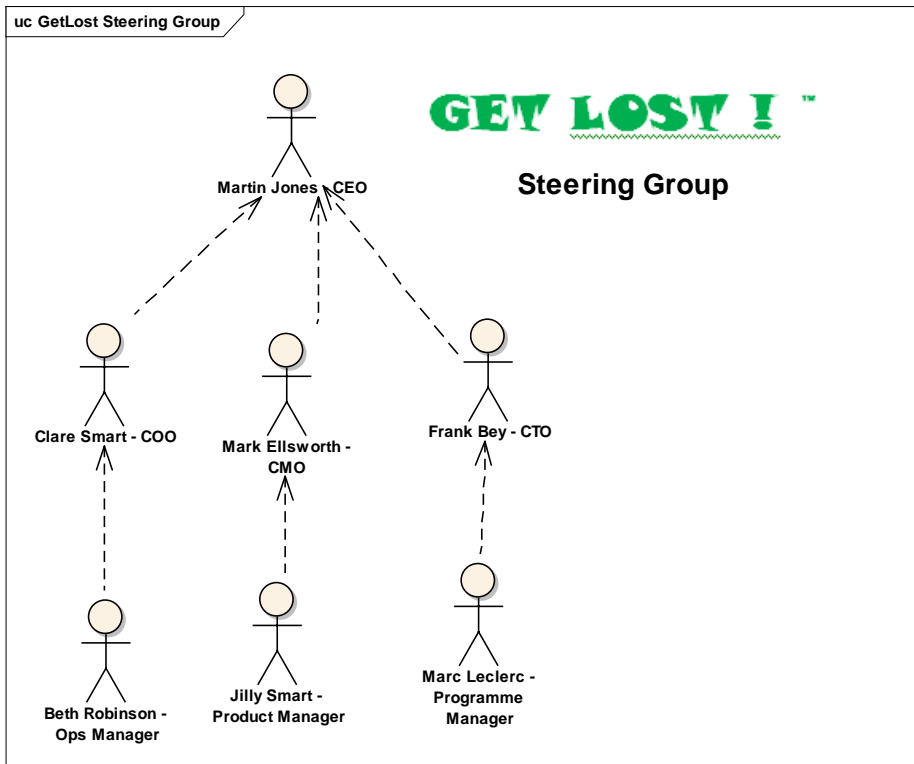 uc GetLost Steering Group
GET LOST ! ™
Steering Group
Martin Jones - CEO
Clare Smart - COO
Mark Ellsworth -
CMO
Frank Bey - CTO
Beth Robinson -
Ops Manager
Jilly Smart -
Product Manager
Marc Leclerc -
Programme
Manager